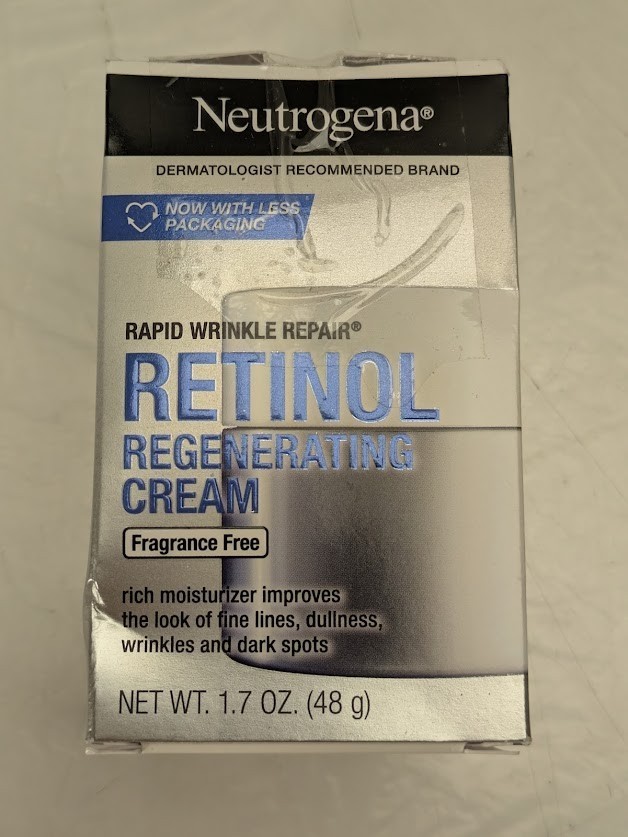 Neutrogena®
DERMATOLOGIST RECOMMENDED BRAND
NOW WITH LESS
PACKAGING
RAPID WRINKLE REPAIR®
RETINOL
REGENERATING
CREAM
Fragrance Free
rich moisturizer improves
the look of fine lines, dullness,
wrinkles and dark spots
NET WT. 1.7 OZ. (48 g)